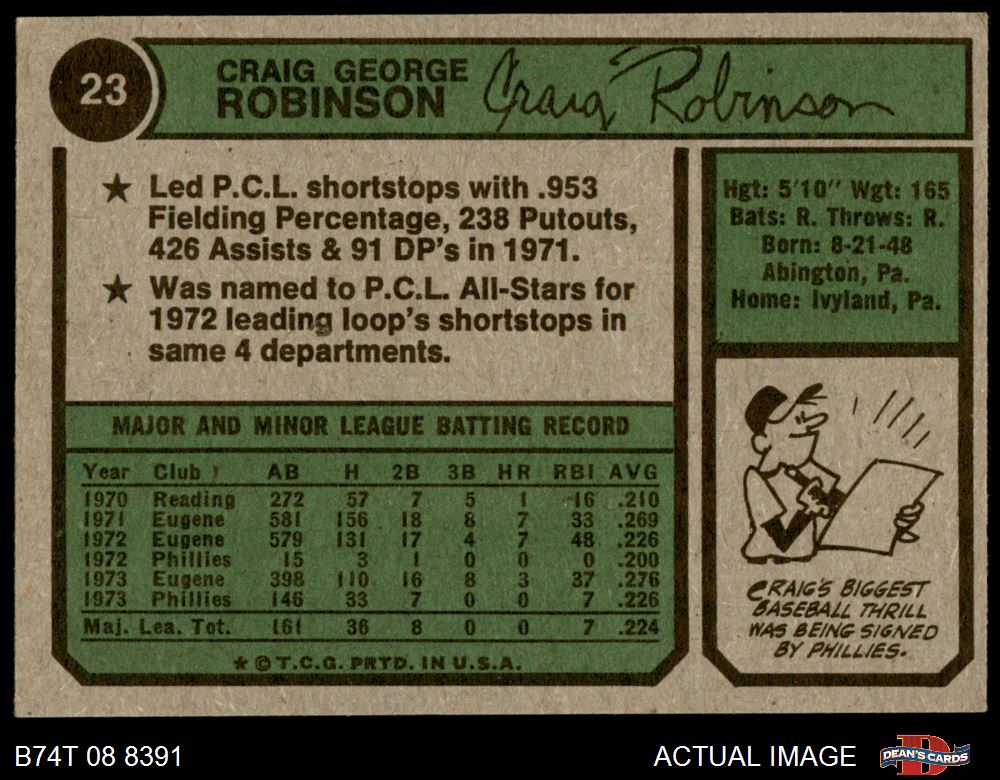 23
CRAIG GEORGE
ROBINSON
Craig Robinson
★ Led P.C.L. shortstops with .953
Fielding Percentage, 238 Putouts,
426 Assists & 91 DP's in 1971.
★ Was named to P.C.L. All-Stars for
1972 leading loop's shortstops in
same 4 departments.
Hgt: 5'10" Wgt: 165
Bats: R. Throws: R.
Born: 8-21-48
Abington, Pa.
Home: Ivyland, Pa.
MAJOR AND MINOR LEAGUE BATTING RECORD
Year Club AB H 2B 3B HR RBI AVG
1970 Reading 272 57 7 5 1 16 .210
1971 Eugene 581 156 18 8 7 33 .269
1972 Eugene 579 131 17 4 7 48 .226
1972 Phillies 15 3 1 0 0 0 .200
1973 Eugene 398 110 16 8 3 37 .276
1973 Phillies 146 33 7 0 0 7 .226
Maj. Lea. Tot. 161 36 8 0 0 7 .224
★ © T.C.G. PRTD. IN U.S.A.
CRAIG'S BIGGEST
BASEBALL THRILL
WAS BEING SIGNED
BY PHILLIES.
B74T 08 8391
ACTUAL IMAGE
DEAN'S CARDS